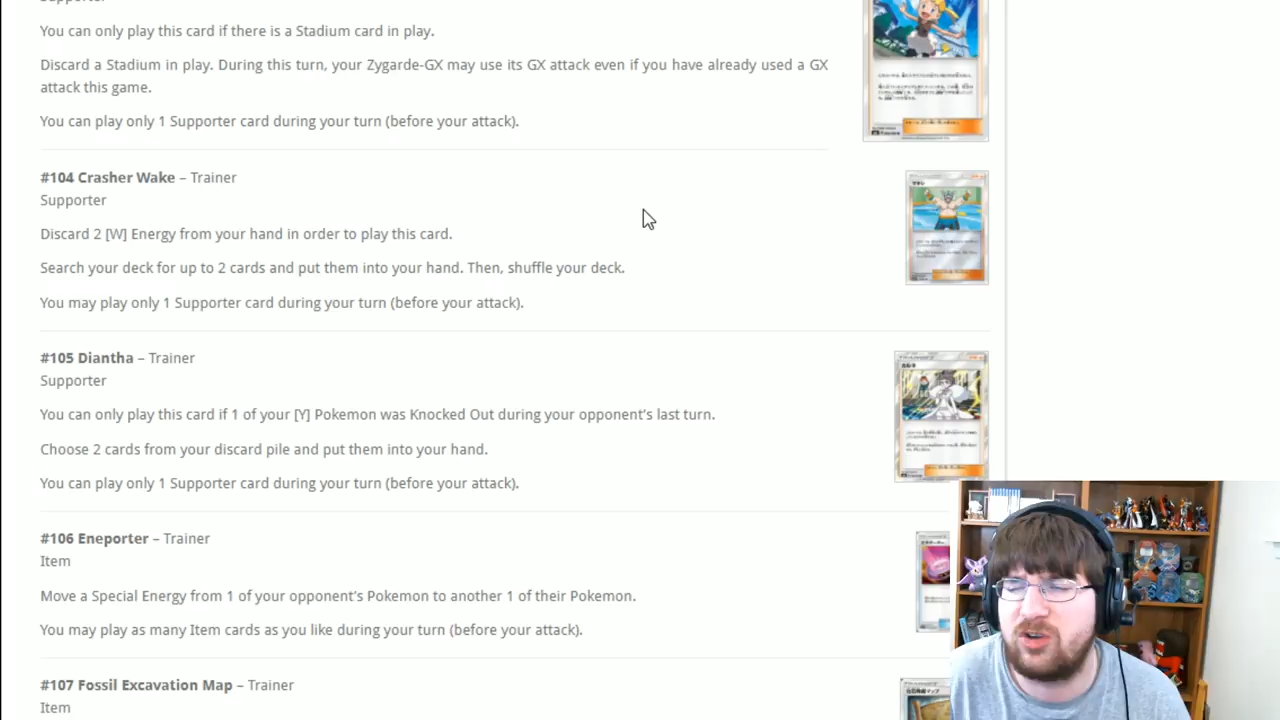 You can only play this card if there is a Stadium card in play.
Discard a Stadium in play. During this turn, your Zygarde-GX may use its GX attack even if you have already used a GX
attack this game.
You can play only 1 Supporter card during your turn (before your attack).
#104 Crasher Wake – Trainer
Supporter
Discard 2 [W] Energy from your hand in order to play this card.
Search your deck for up to 2 cards and put them into your hand. Then, shuffle your deck.
You may play only 1 Supporter card during your turn (before your attack).
#105 Diantha – Trainer
Supporter
You can only play this card if 1 of your [Y] Pokemon was Knocked Out during your opponent's last turn.
Choose 2 cards from your discard pile and put them into your hand.
You can play only 1 Supporter card during your turn (before your attack).
#106 Eneporter – Trainer
Item
Move a Special Energy from 1 of your opponent's Pokemon to another 1 of their Pokemon.
You may play as many Item cards as you like during your turn (before your attack).
#107 Fossil Excavation Map – Trainer
Item